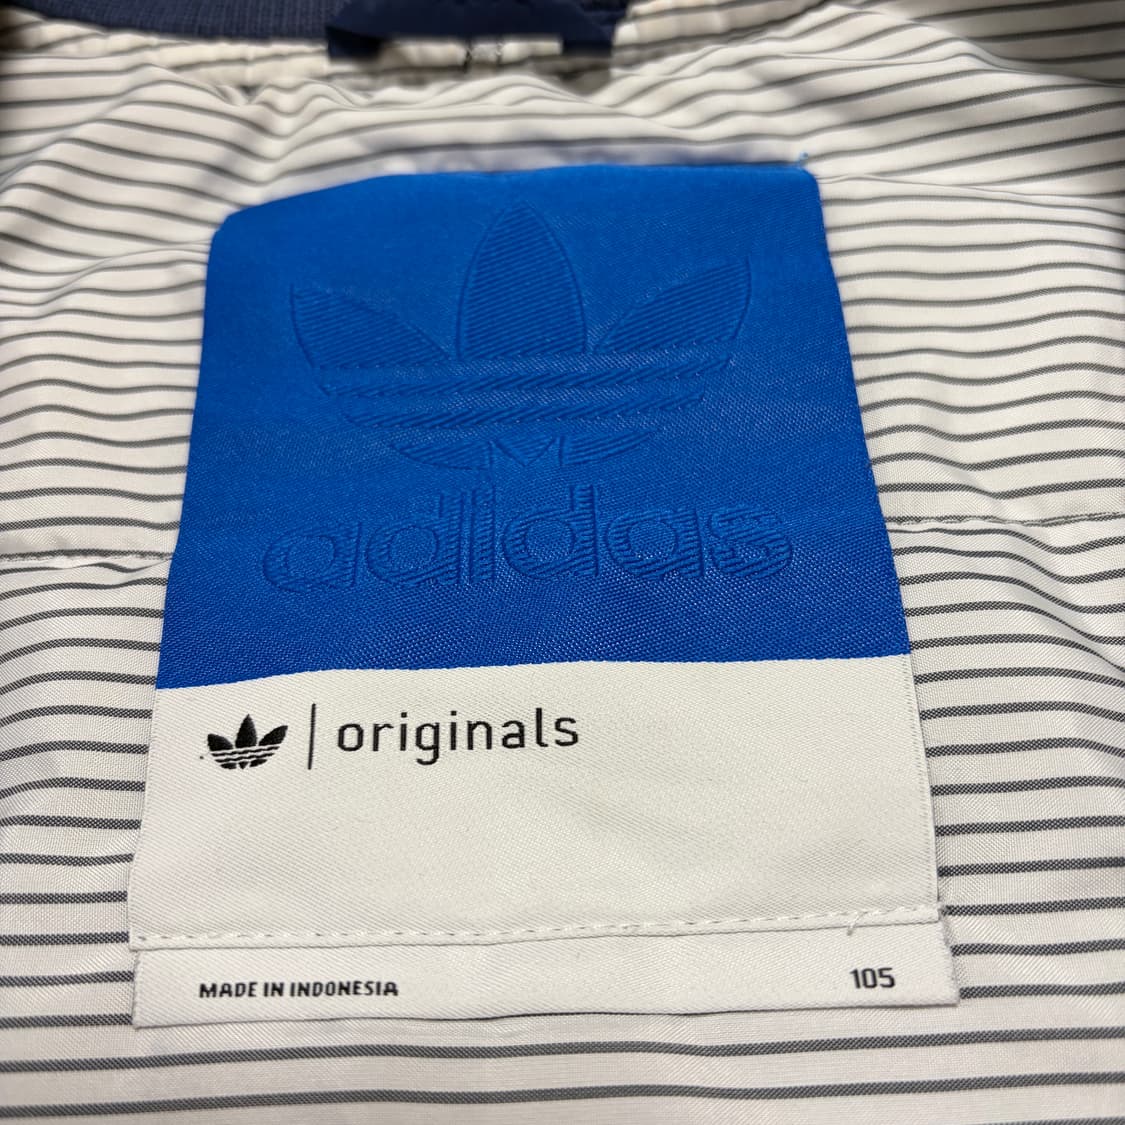 adidas
originals
MADE IN INDONESIA
105